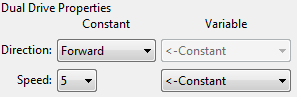 Dual Drive Properties
Constant Variable
Direction: Forward <-Constant
Speed: 5 <-Constant